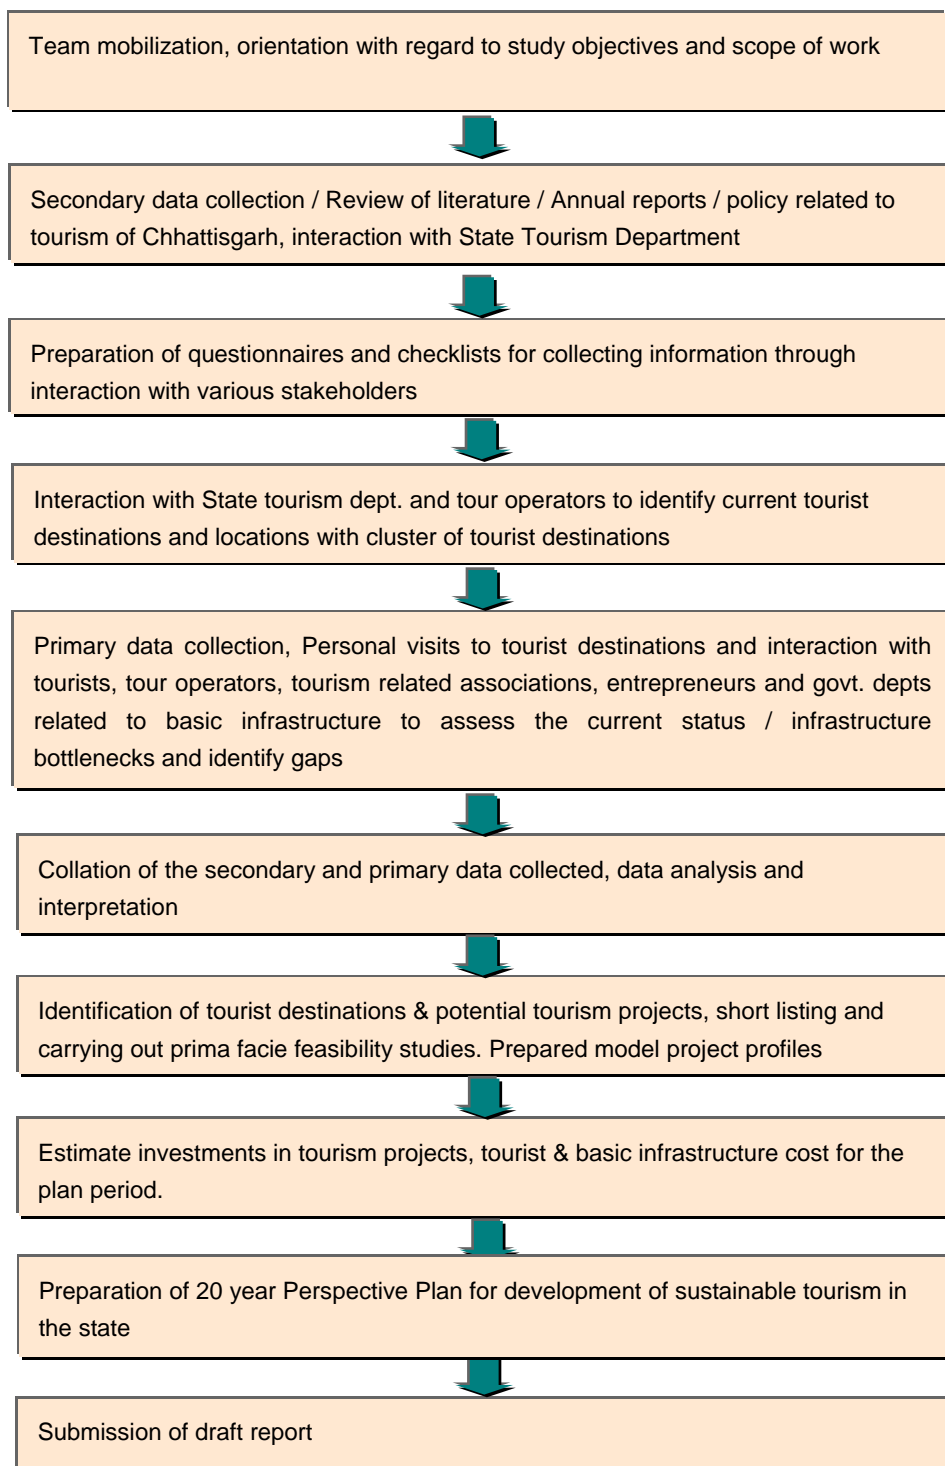 Team mobilization, orientation with regard to study objectives and scope of work
Secondary data collection / Review of literature / Annual reports / policy related to
tourism of Chhattisgarh, interaction with State Tourism Department
Preparation of questionnaires and checklists for collecting information through
interaction with various stakeholders
Interaction with State tourism dept. and tour operators to identify current tourist
destinations and locations with cluster of tourist destinations
Primary data collection, Personal visits to tourist destinations and interaction with
tourists, tour operators, tourism related associations, entrepreneurs and govt. depts
related to basic infrastructure to assess the current status / infrastructure
bottlenecks and identify gaps
Collation of the secondary and primary data collected, data analysis and
interpretation
Identification of tourist destinations & potential tourism projects, short listing and
carrying out prima facie feasibility studies. Prepared model project profiles
Estimate investments in tourism projects, tourist & basic infrastructure cost for the
plan period.
Preparation of 20 year Perspective Plan for development of sustainable tourism in
the state
Submission of draft report